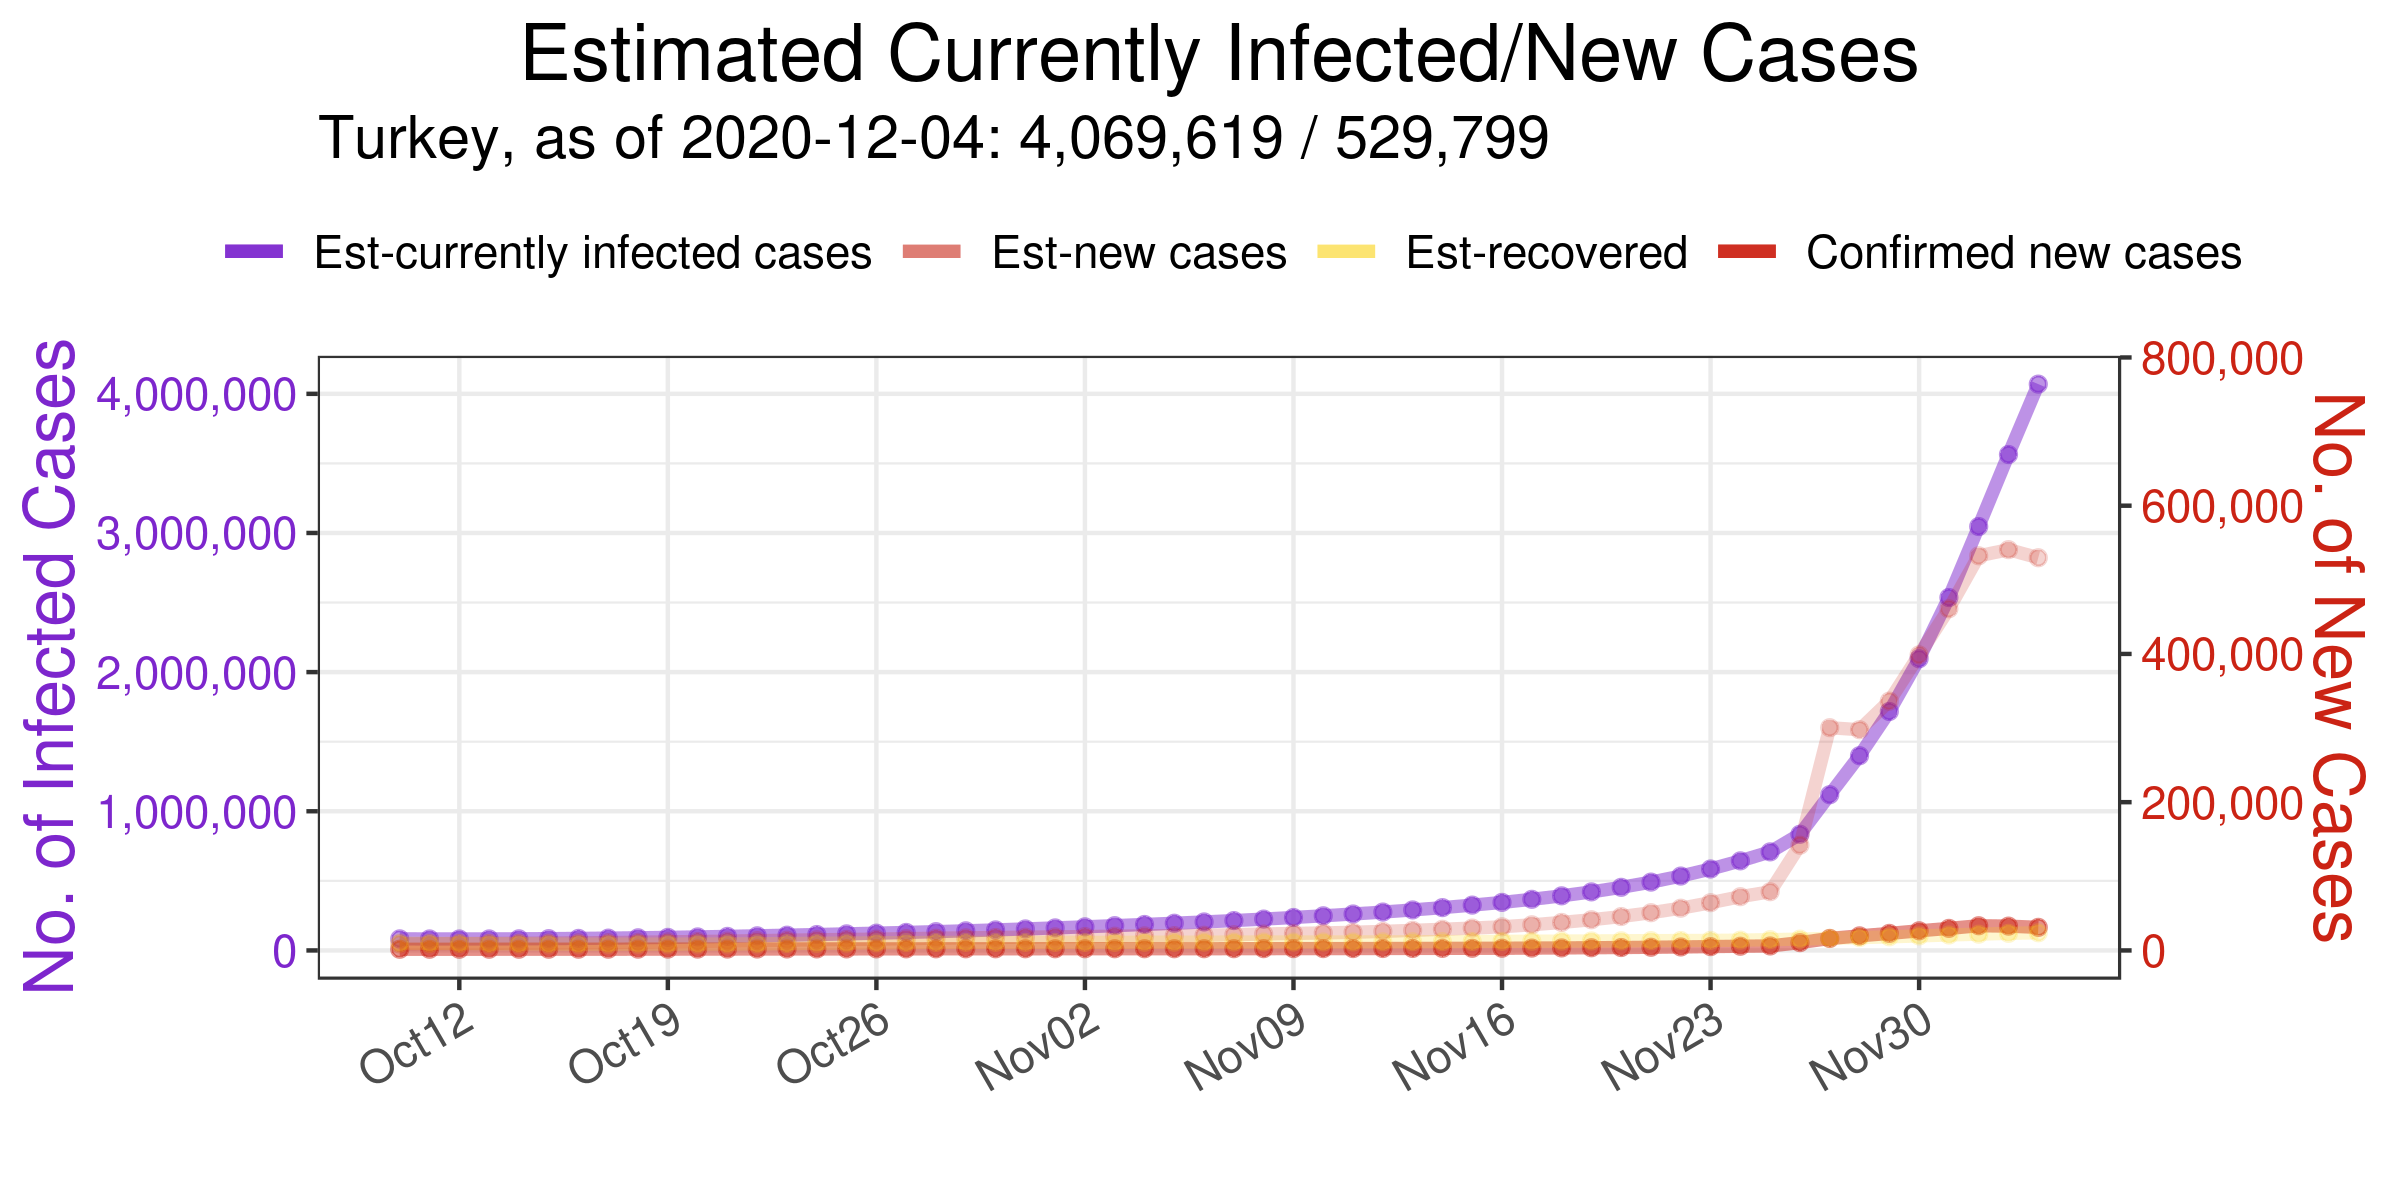 Estimated Currently Infected/New Cases
Turkey, as of 2020-12-04: 4,069,619 / 529,799
Est-currently infected cases Est-new cases Est-recovered Confirmed new cases
No. of Infected Cases
4,000,000
3,000,000
2,000,000
1,000,000
0
800,000
600,000
400,000
200,000
0
No. of New Cases
Oct12 Oct19 Oct26 Nov02 Nov09 Nov16 Nov23 Nov30